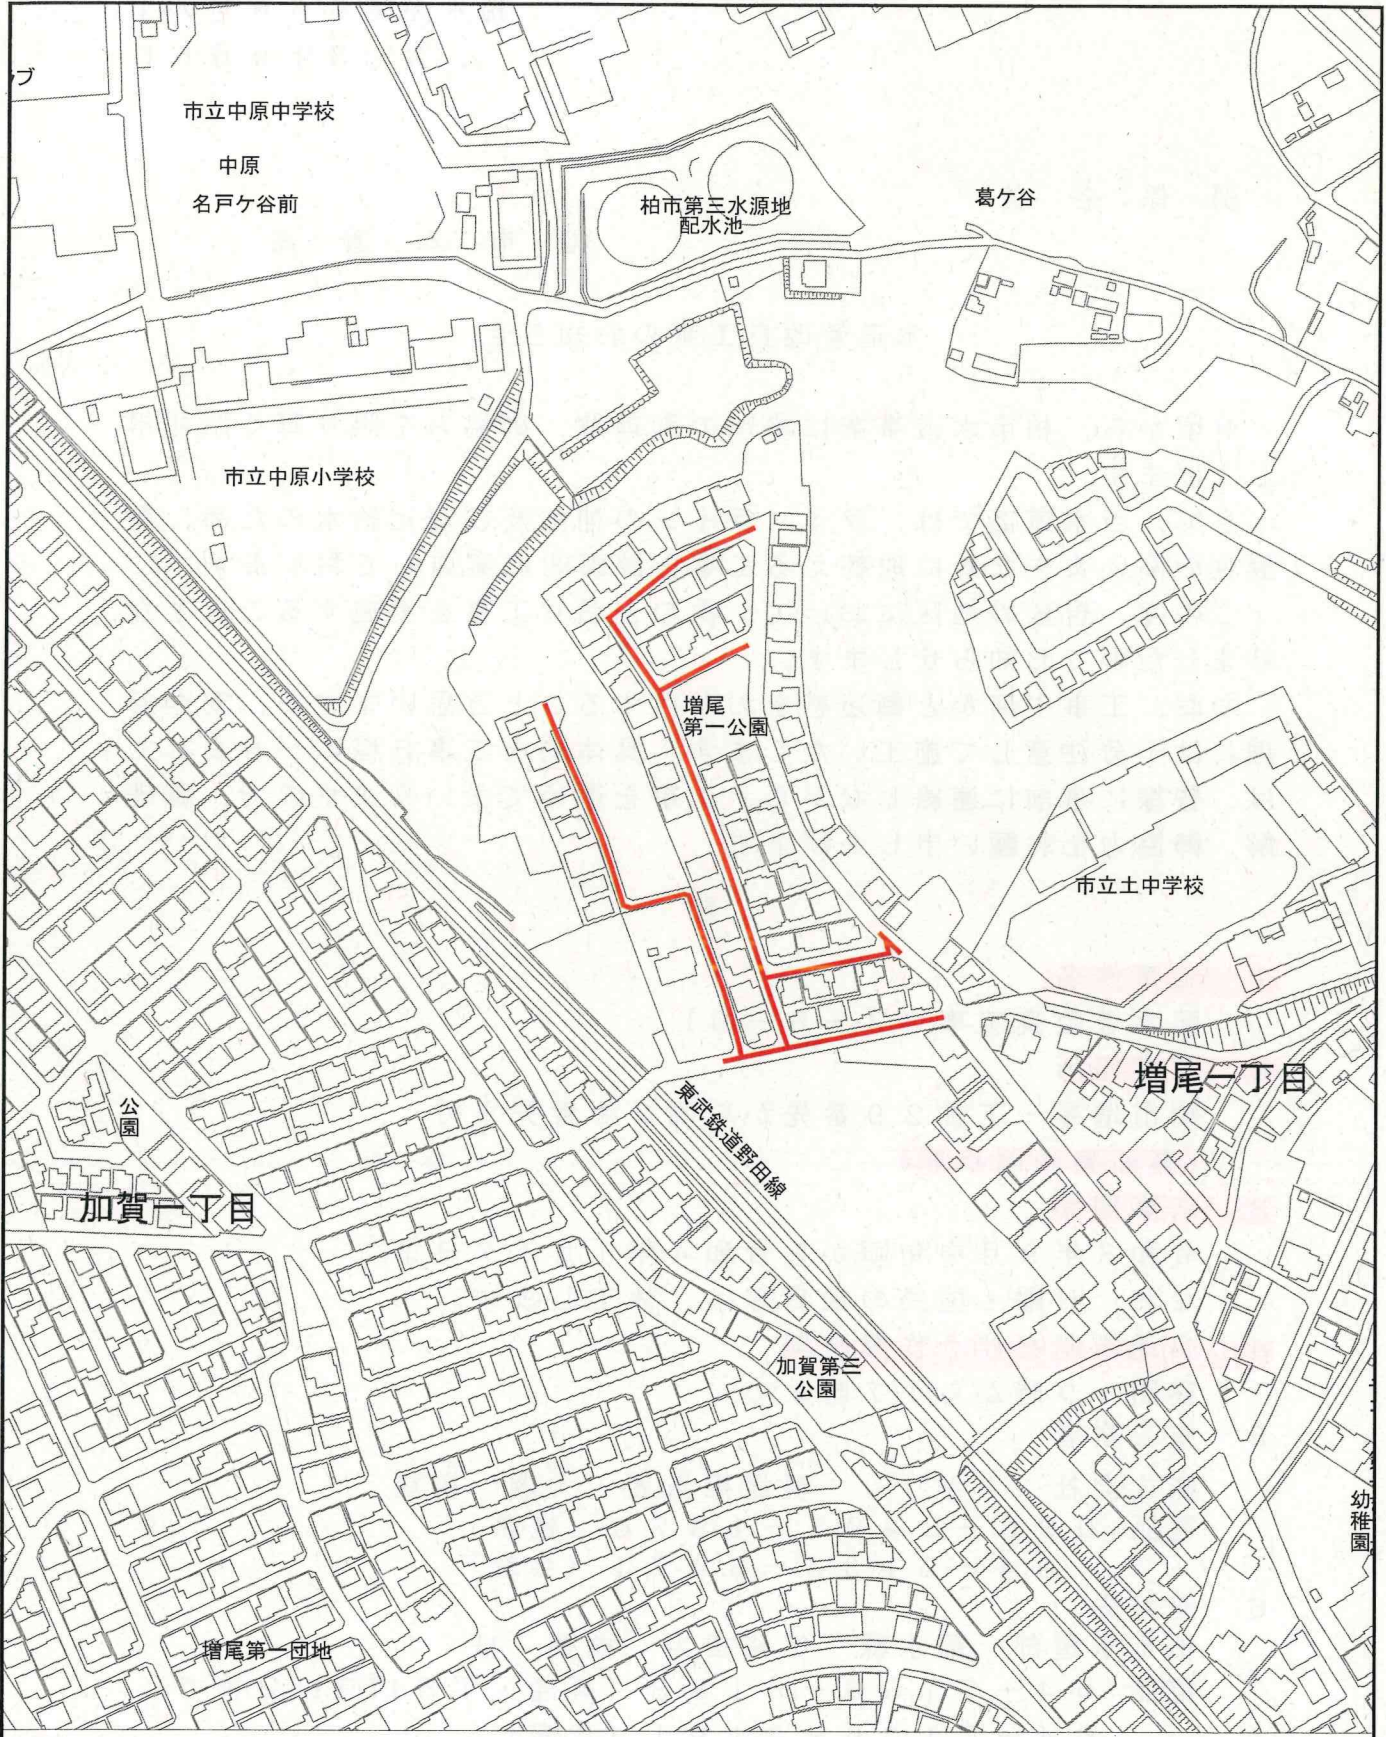 市立中原中学校
中原
名戸ケ谷前
柏市第三水源地
配水池
葛ケ谷
市立中原小学校
増尾
第一公園
市立土中学校
増尾一丁目
東武鉄道野田線
公園
加賀一丁目
加賀第三
公園
幼稚園
増尾第一団地